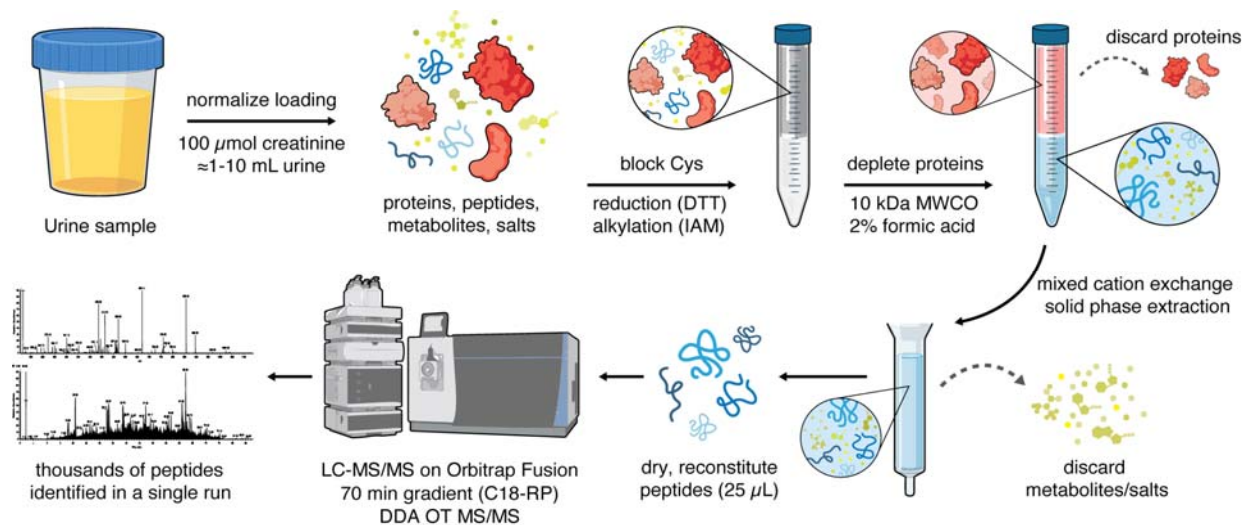 normalize loading
100 μmol creatinine
≈1-10 mL urine
Urine sample
proteins, peptides,
metabolites, salts
block Cys
reduction (DTT)
alkylation (IAM)
deplete proteins
10 kDa MWCO
2% formic acid
discard proteins
mixed cation exchange
solid phase extraction
discard
metabolites/salts
dry, reconstitute
peptides (25 μL)
LC-MS/MS on Orbitrap Fusion
70 min gradient (C18-RP)
DDA OT MS/MS
thousands of peptides
identified in a single run